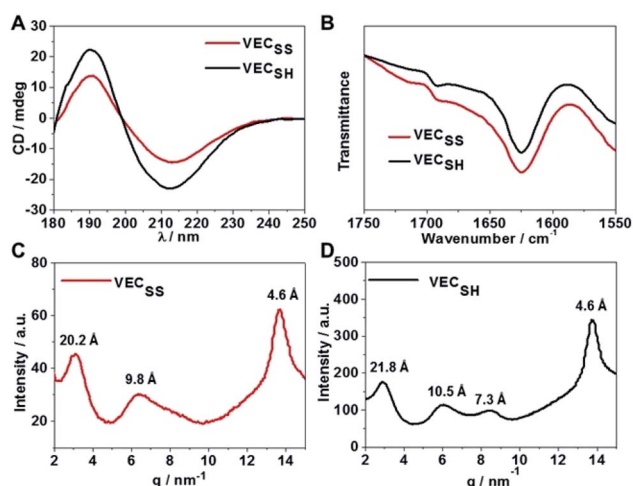 A
VEC_SS
VEC_SH
CD / mdeg
30
20
10
0
-10
-20
-30
180 190 200 210 220 230 240 250
λ / nm
B
Transmittance
VEC_SS
VEC_SH
1750 1700 1650 1600 1550
Wavenumber / cm⁻¹
C
VEC_SS
Intensity / a.u.
80
60
40
20
20.2 Å
9.8 Å
4.6 Å
2 4 6 8 10 12 14
q / nm⁻¹
D
VEC_SH
Intensity / a.u.
500
400
300
200
100
0
21.8 Å
10.5 Å
7.3 Å
4.6 Å
2 4 6 8 10 12 14
q / nm⁻¹